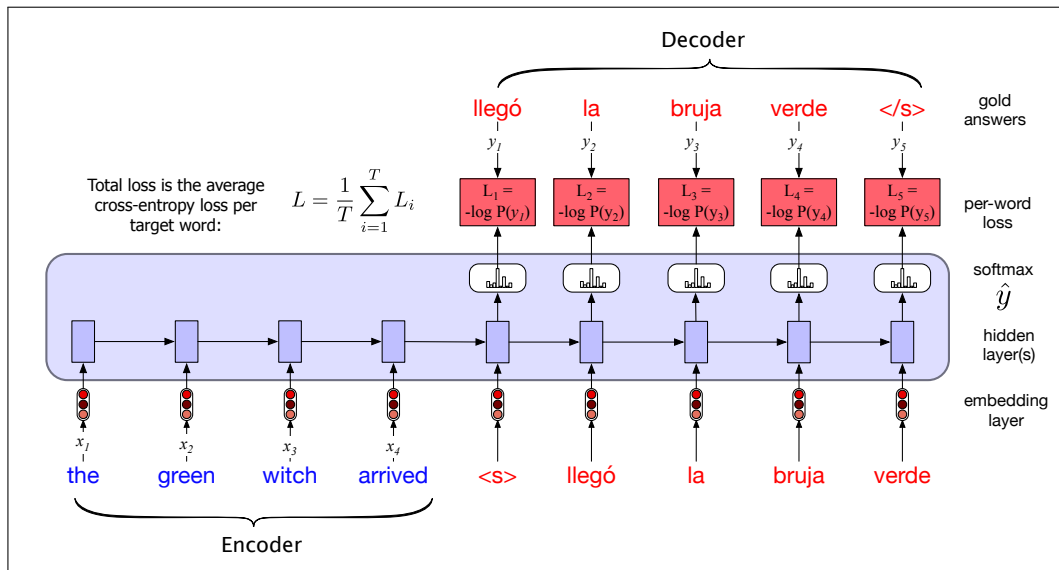 Decoder
llegó la bruja verde </s>
gold answers
y1 y2 y3 y4 y5
Total loss is the average cross-entropy loss per target word:
L = 1/T ∑_{i=1}^{T} L_i
L1 = -log P(y1)
L2 = -log P(y2)
L3 = -log P(y3)
L4 = -log P(y4)
L5 = -log P(y5)
per-word loss
softmax
ŷ
hidden layer(s)
embedding layer
x1 x2 x3 x4
the green witch arrived <s> llegó la bruja verde
Encoder